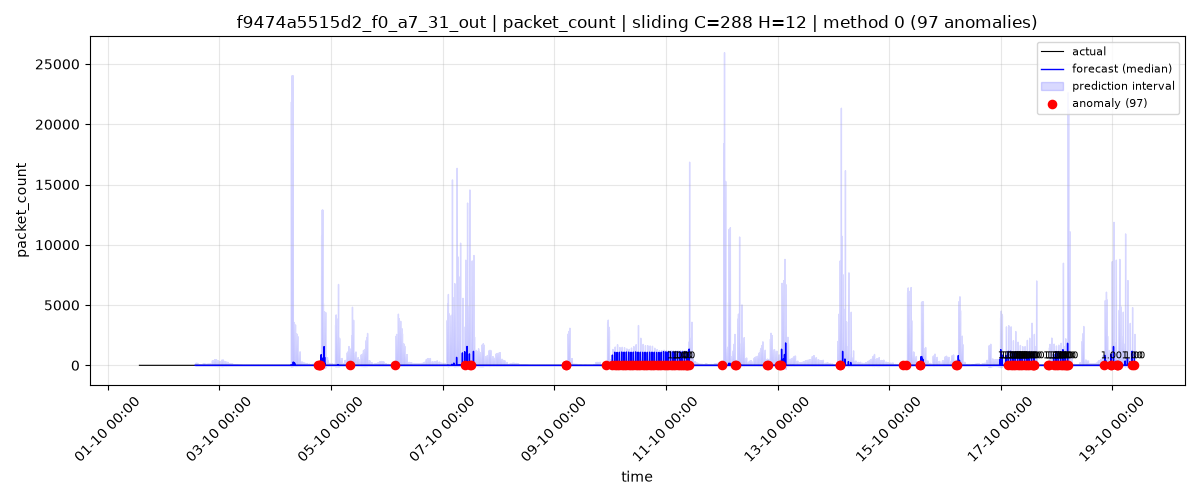 f9474a5515d2_f0_a7_31_out | packet_count | sliding C=288 H=12 | method 0 (97 anomalies)
actual
forecast (median)
prediction interval
anomaly (97)
packet_count
25000
20000
15000
10000
5000
0
01-10 00:00
03-10 00:00
05-10 00:00
07-10 00:00
09-10 00:00
11-10 00:00
13-10 00:00
15-10 00:00
17-10 00:00
19-10 00:00
time